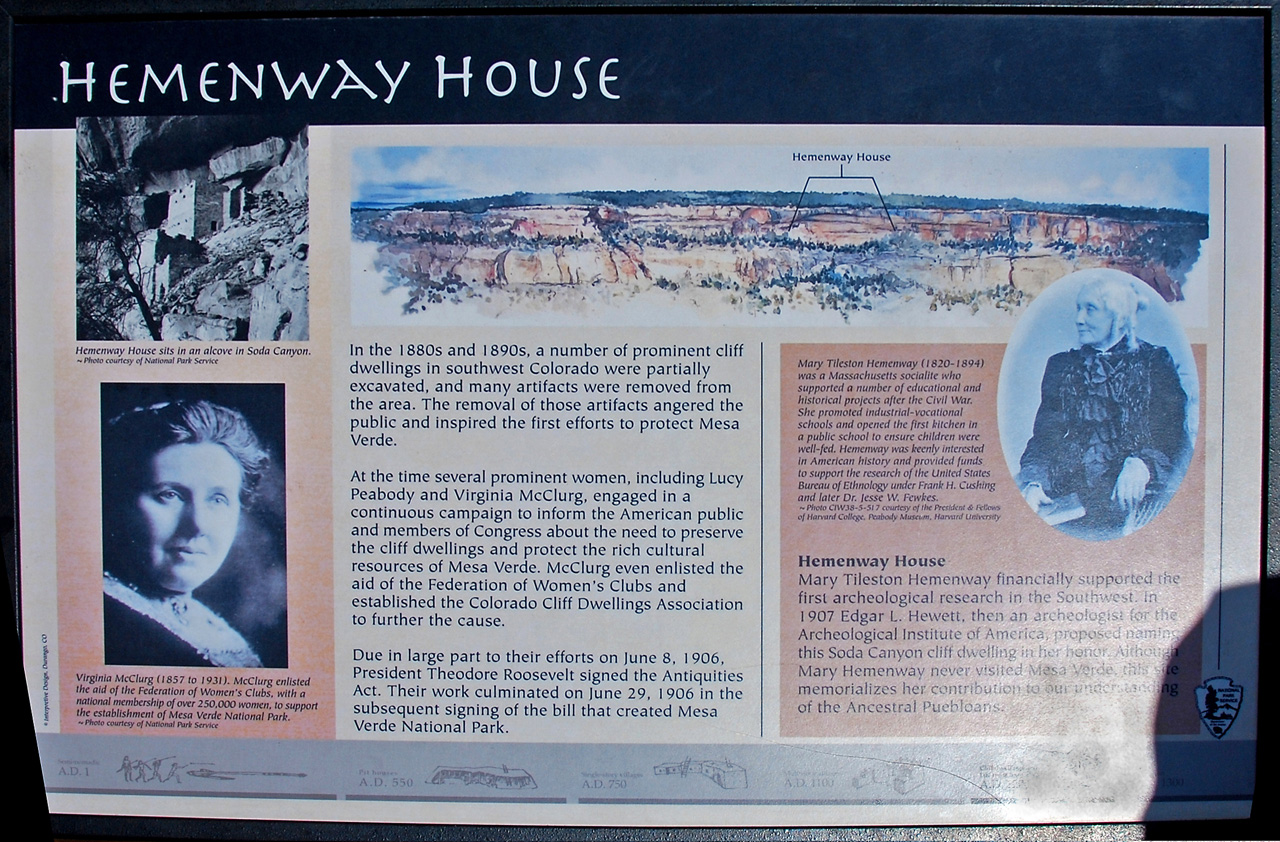 HEMENWAY HOUSE
Hemenway House
Hemenway House sits in an alcove in Soda Canyon.
~ Photo courtesy of National Park Service
Virginia McClurg (1857 to 1931). McClurg enlisted
the aid of the Federation of Women's Clubs, with a
national membership of over 250,000 women, to support
the establishment of Mesa Verde National Park.
~ Photo courtesy of National Park Service
In the 1880s and 1890s, a number of prominent cliff
dwellings in southwest Colorado were partially
excavated, and many artifacts were removed from
the area. The removal of those artifacts angered the
public and inspired the first efforts to protect Mesa
Verde.
At the time several prominent women, including Lucy
Peabody and Virginia McClurg, engaged in a
continuous campaign to inform the American public
and members of Congress about the need to preserve
the cliff dwellings and protect the rich cultural
resources of Mesa Verde. McClurg even enlisted the
aid of the Federation of Women's Clubs and
established the Colorado Cliff Dwellings Association
to further the cause.
Due in large part to their efforts on June 8, 1906,
President Theodore Roosevelt signed the Antiquities
Act. Their work culminated on June 29, 1906 in the
subsequent signing of the bill that created Mesa
Verde National Park.
Mary Tileston Hemenway (1820-1894)
was a Massachusetts socialite who
supported a number of educational and
historical projects after the Civil War.
She promoted industrial-vocational
schools and opened the first kitchen in
a public school to ensure children were
well-fed. Hemenway was keenly interested
in American history and provided funds
to support the research of the United States
Bureau of Ethnology under Frank H. Cushing
and later Dr. Jesse W. Fewkes.
~ Photo CIW38-5-517 courtesy of the President & Fellows
of Harvard College, Peabody Museum, Harvard University
Hemenway House
Mary Tileston Hemenway financially supported the
first archeological research in the Southwest. In
1907 Edgar L. Hewett, then an archeologist for the
Archeological Institute of America, proposed naming
this Soda Canyon cliff dwelling in her honor. Although
Mary Hemenway never visited Mesa Verde, this site
memorializes her contribution to our understanding
of the Ancestral Puebloans.
Interpretive Design, Durango, CO
NATIONAL
PARK
SERVICE
A.D. 1
A.D. 550
A.D. 750
A.D. 1100